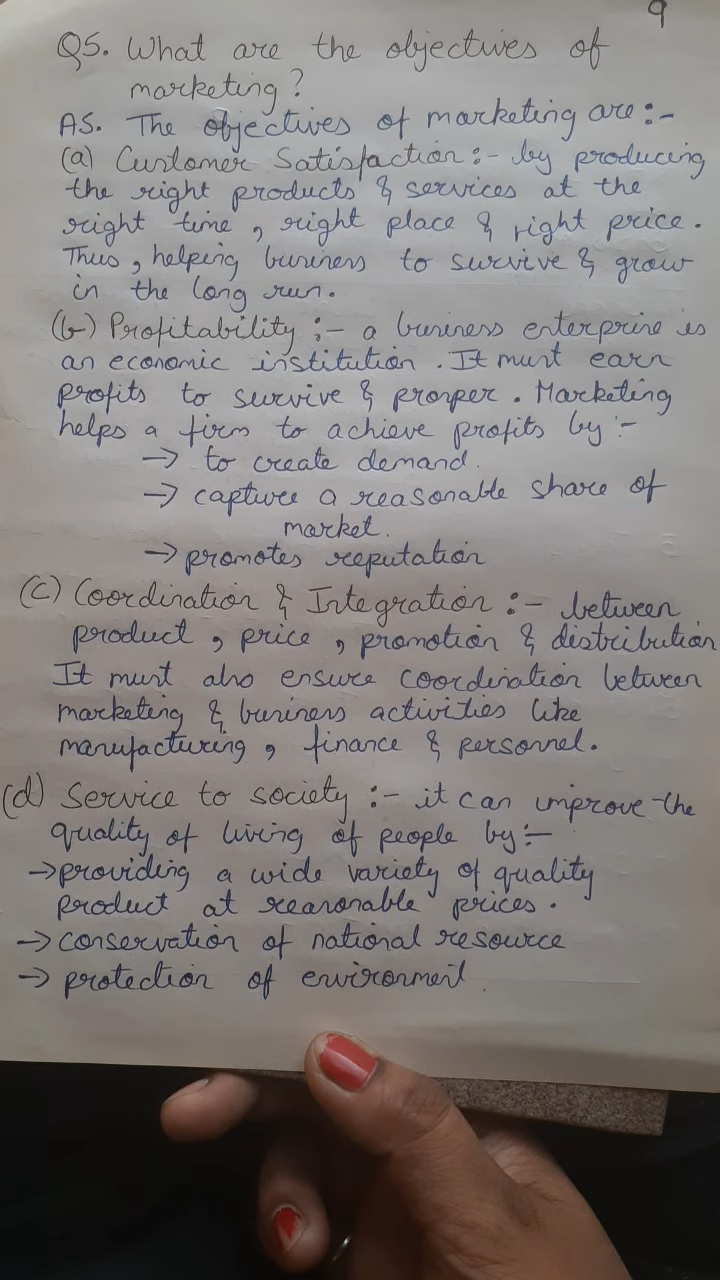 9
Q5. What are the objectives of
marketing?
A5. The objectives of marketing are:-
(a) Customer Satisfaction:- by producing
the right products & services at the
right time, right place & right price.
Thus, helping business to survive & grow
in the long run.
(b) Profitability:- a business enterprise is
an economic institution. It must earn
profits to survive & prosper. Marketing
helps a firm to achieve profits by:-
→ to create demand.
→ capture a reasonable share of
market.
→ promotes reputation
(c) Coordination & Integration:- between
product, price, promotion & distribution
It must also ensure coordination between
marketing & business activities like
manufacturing, finance & personnel.
(d) Service to society:- it can improve the
quality of living of people by:-
→ providing a wide variety of quality
product at reasonable prices.
→ conservation of national resource
→ protection of environment.